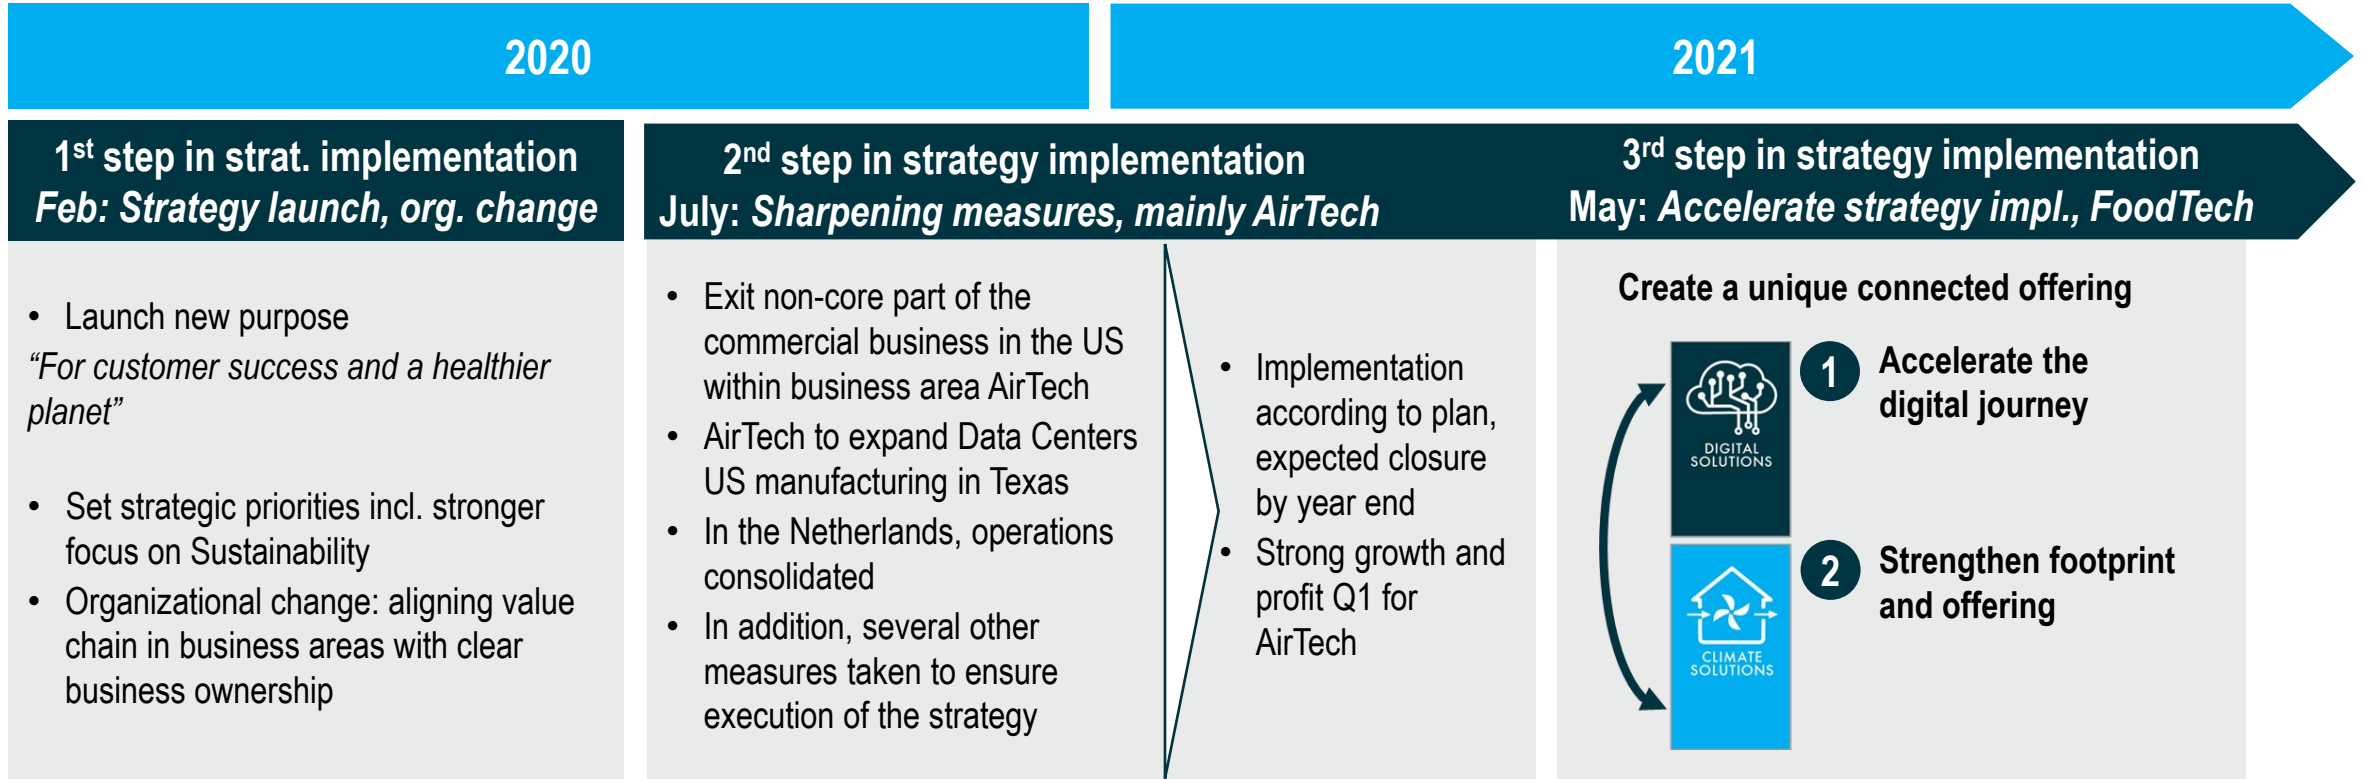 2020
2021
1st step in strat. implementation
Feb: Strategy launch, org. change
2nd step in strategy implementation
July: Sharpening measures, mainly AirTech
3rd step in strategy implementation
May: Accelerate strategy impl., FoodTech
• Launch new purpose
“For customer success and a healthier
planet”
• Set strategic priorities incl. stronger
focus on Sustainability
• Organizational change: aligning value
chain in business areas with clear
business ownership
• Exit non-core part of the
commercial business in the US
within business area AirTech
• AirTech to expand Data Centers
US manufacturing in Texas
• In the Netherlands, operations
consolidated
• In addition, several other
measures taken to ensure
execution of the strategy
• Implementation
according to plan,
expected closure
by year end
• Strong growth and
profit Q1 for
AirTech
Create a unique connected offering
DIGITAL
SOLUTIONS
1 Accelerate the
digital journey
CLIMATE
SOLUTIONS
2 Strengthen footprint
and offering